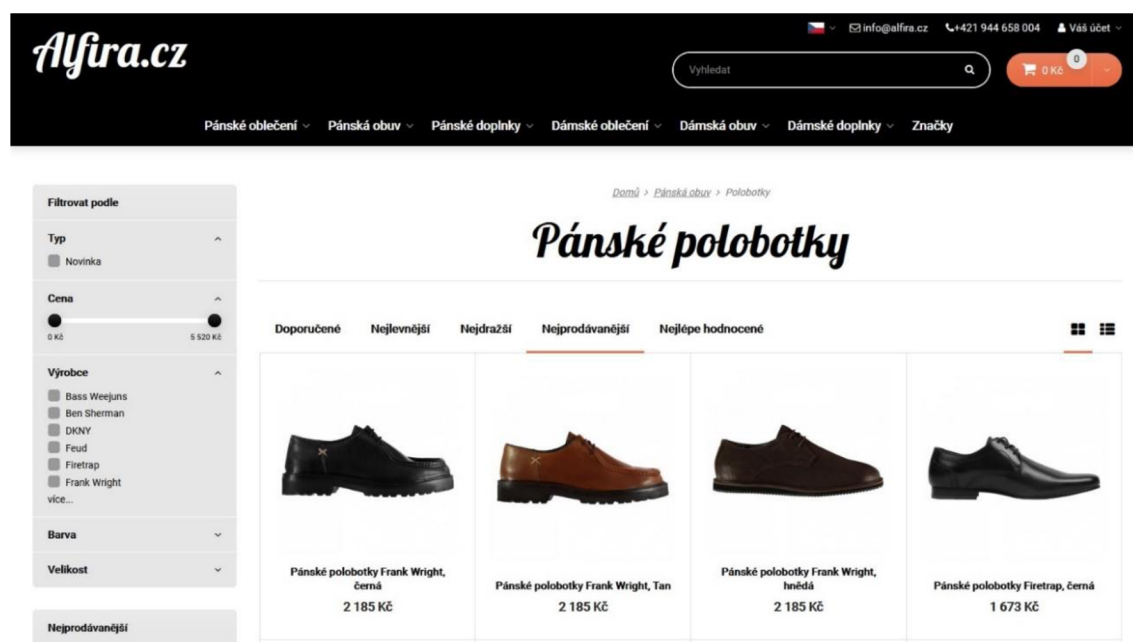 Alfira.cz
info@alfira.cz +421 944 658 004 Váš účet
Vyhledat
0 Kč 0
Pánské oblečení Pánská obuv Pánské doplnky Dámské oblečení Dámská obuv Dámské doplnky Značky
Domů > Pánská obuv > Polobotky
Pánské polobotky
Filtrovat podle
Typ
Novinka
Cena
0 Kč 5 520 Kč
Výrobce
Bass Weejuns
Ben Sherman
DKNY
Feud
Firetrap
Frank Wright
více...
Barva
Velikost
Nejprodávanější
Doporučené Nejlevnější Nejdražší Nejprodávanější Nejlépe hodnocené
Pánské polobotky Frank Wright,
černá
2 185 Kč
Pánské polobotky Frank Wright, Tan
2 185 Kč
Pánské polobotky Frank Wright,
hnědá
2 185 Kč
Pánské polobotky Firetrap, černá
1 673 Kč